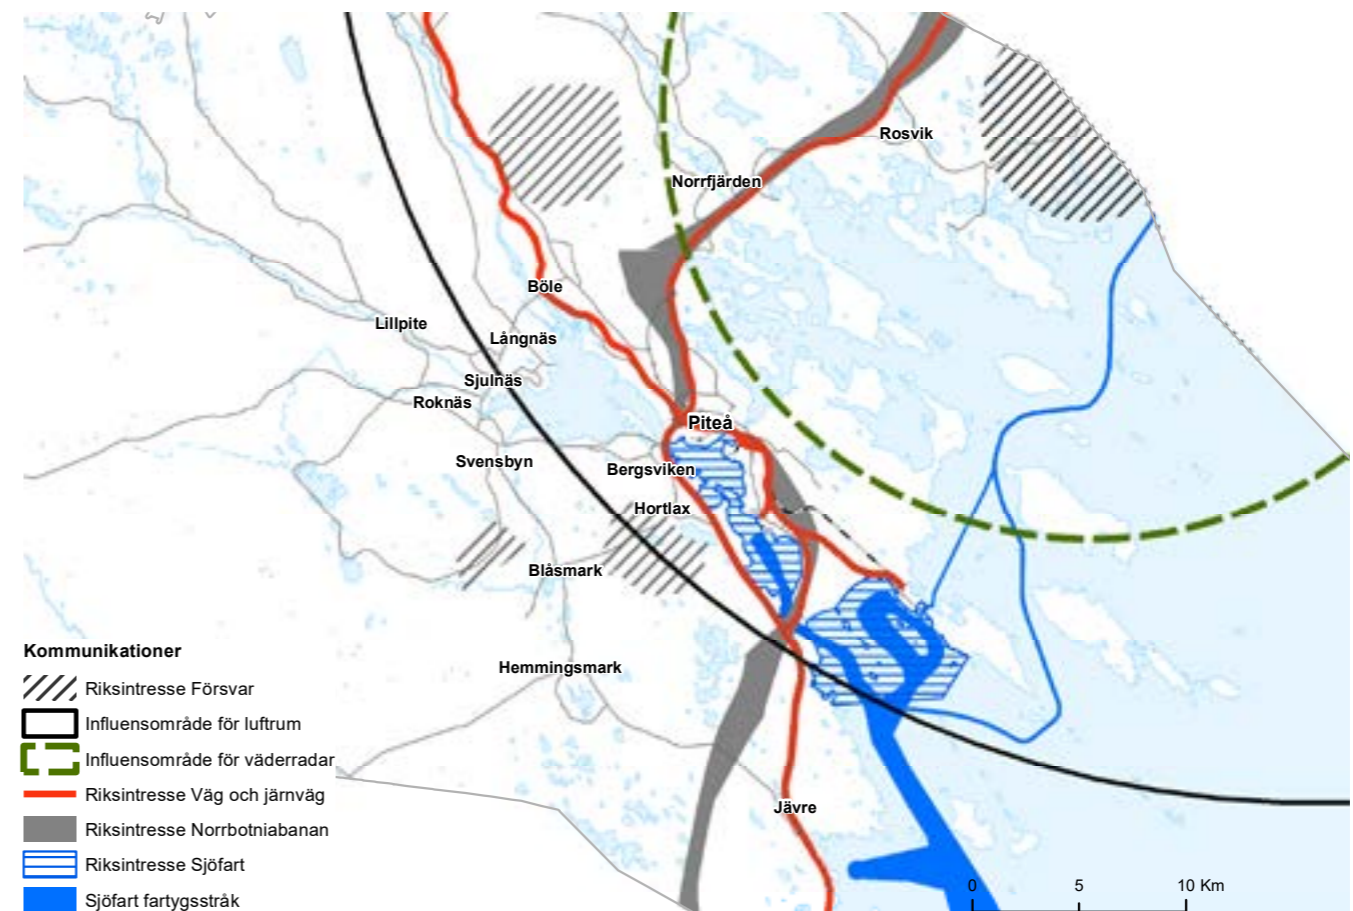 Rosvik
Norrfjärden
Böle
Lillpite
Långnäs
Sjulnäs
Roknäs
Piteå
Svensbyn
Bergsviken
Hortlax
Blåsmark
Hemmingsmark
Jävre
Kommunikationer
Riksintresse Försvar
Influensområde för luftrum
Influensområde för väderradar
Riksintresse Väg och järnväg
Riksintresse Norrbotniabanan
Riksintresse Sjöfart
Sjöfart fartygsstråk
0 5 10 Km